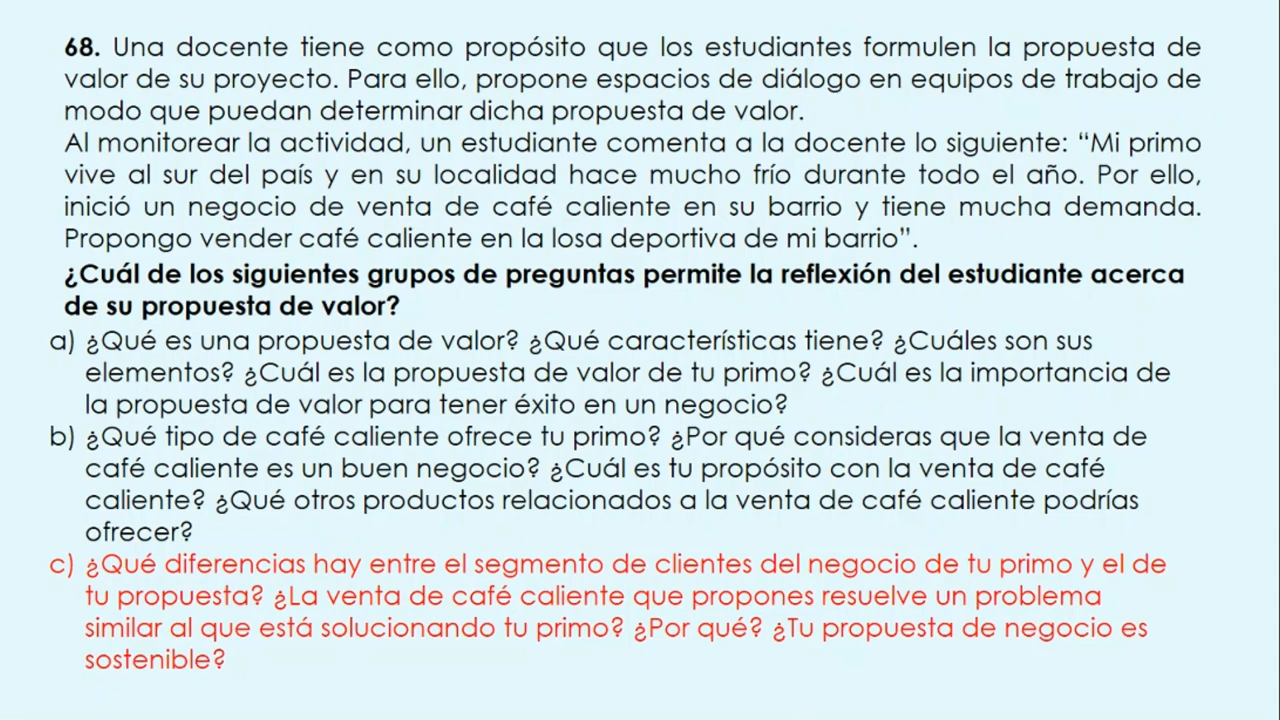 68. Una docente tiene como propósito que los estudiantes formulen la propuesta de
valor de su proyecto. Para ello, propone espacios de diálogo en equipos de trabajo de
modo que puedan determinar dicha propuesta de valor.
Al monitorear la actividad, un estudiante comenta a la docente lo siguiente: “Mi primo
vive al sur del país y en su localidad hace mucho frío durante todo el año. Por ello,
inició un negocio de venta de café caliente en su barrio y tiene mucha demanda.
Propongo vender café caliente en la losa deportiva de mi barrio”.
¿Cuál de los siguientes grupos de preguntas permite la reflexión del estudiante acerca
de su propuesta de valor?
a) ¿Qué es una propuesta de valor? ¿Qué características tiene? ¿Cuáles son sus
elementos? ¿Cuál es la propuesta de valor de tu primo? ¿Cuál es la importancia de
la propuesta de valor para tener éxito en un negocio?
b) ¿Qué tipo de café caliente ofrece tu primo? ¿Por qué consideras que la venta de
café caliente es un buen negocio? ¿Cuál es tu propósito con la venta de café
caliente? ¿Qué otros productos relacionados a la venta de café caliente podrías
ofrecer?
c) ¿Qué diferencias hay entre el segmento de clientes del negocio de tu primo y el de
tu propuesta? ¿La venta de café caliente que propones resuelve un problema
similar al que está solucionando tu primo? ¿Por qué? ¿Tu propuesta de negocio es
sostenible?